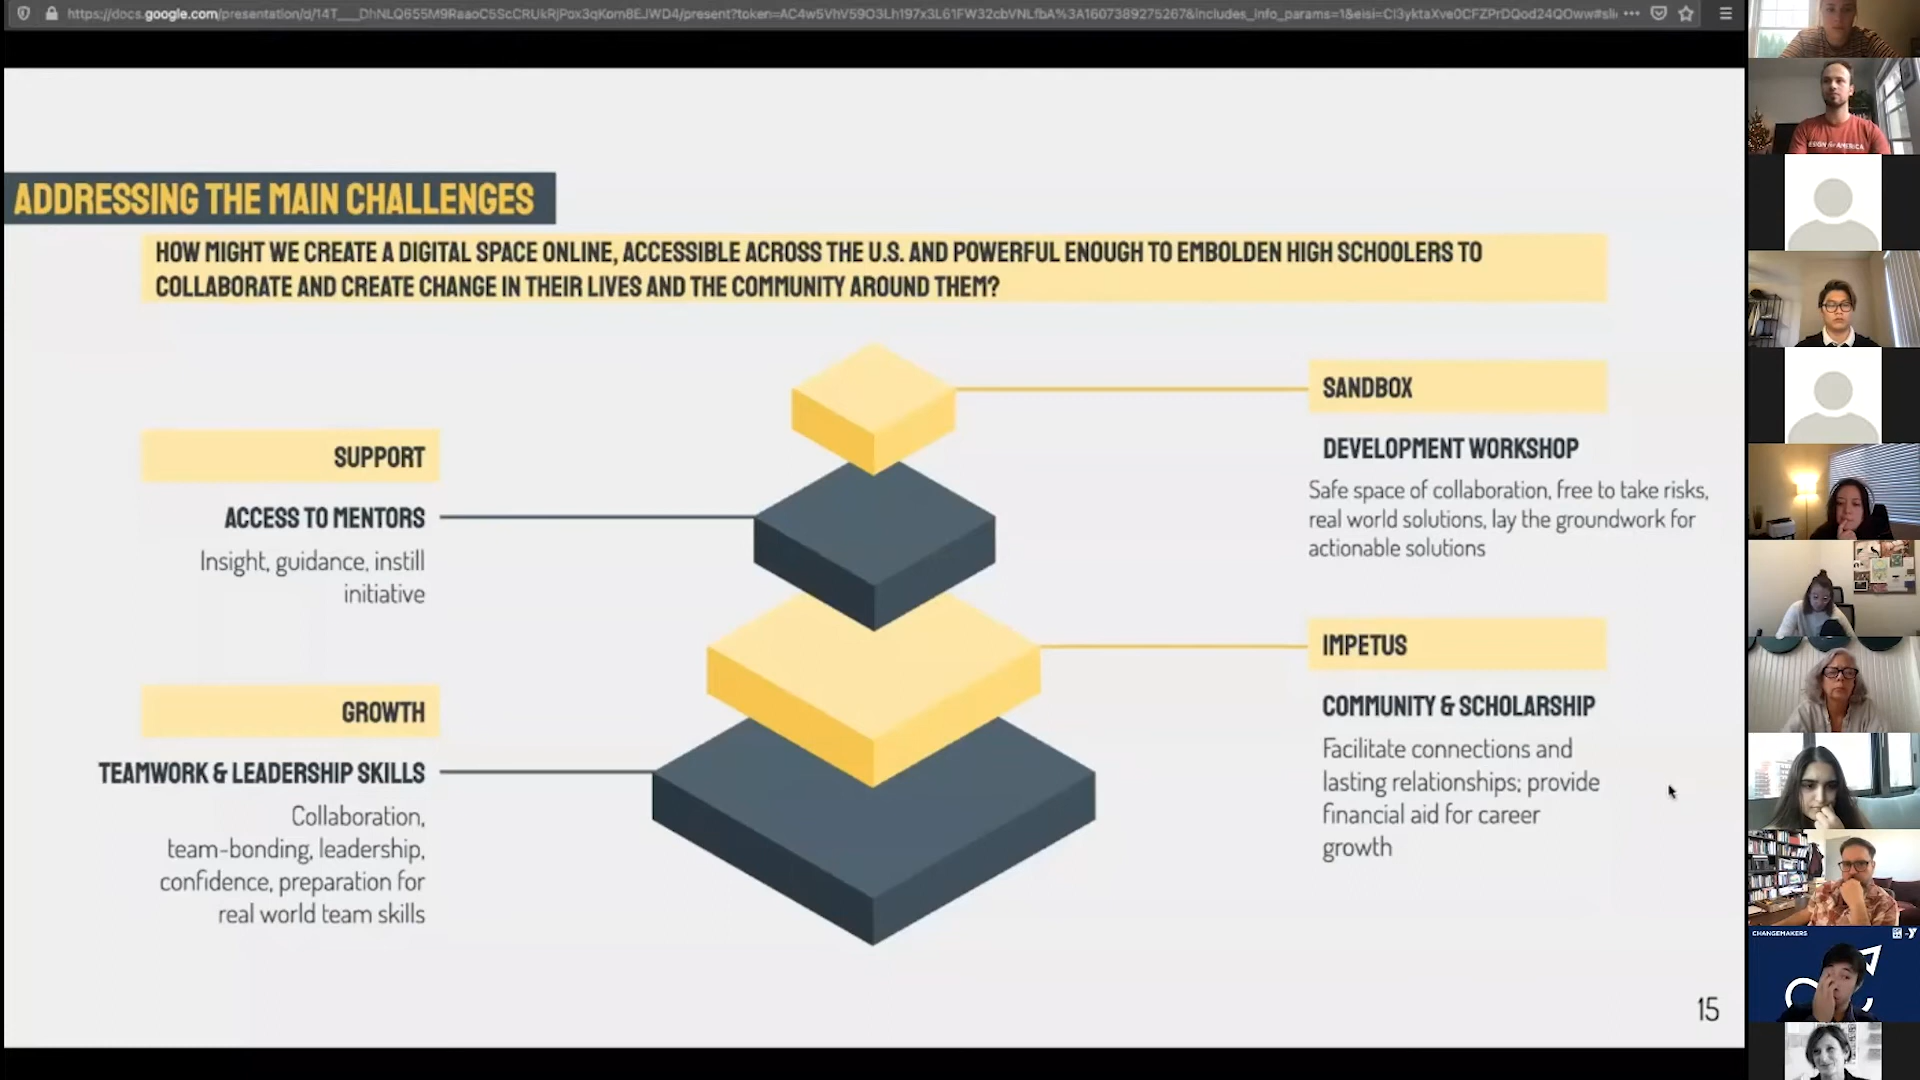 ADDRESSING THE MAIN CHALLENGES
HOW MIGHT WE CREATE A DIGITAL SPACE ONLINE, ACCESSIBLE ACROSS THE U.S. AND POWERFUL ENOUGH TO EMBOLDEN HIGH SCHOOLERS TO
COLLABORATE AND CREATE CHANGE IN THEIR LIVES AND THE COMMUNITY AROUND THEM?
SUPPORT
ACCESS TO MENTORS
Insight, guidance, instill
initiative
GROWTH
TEAMWORK & LEADERSHIP SKILLS
Collaboration,
team-bonding, leadership,
confidence, preparation for
real world team skills
SANDBOX
DEVELOPMENT WORKSHOP
Safe space of collaboration, free to take risks,
real world solutions, lay the groundwork for
actionable solutions
IMPETUS
COMMUNITY & SCHOLARSHIP
Facilitate connections and
lasting relationships; provide
financial aid for career
growth
15
CHANGEMAKERS